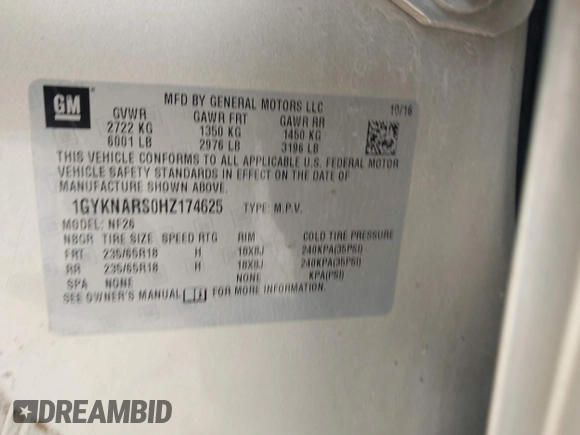 GM
MFD BY GENERAL MOTORS LLC
10/16
GVWR GAWR FRT GAWR RR
2722 KG 1350 KG 1450 KG
6001 LB 2976 LB 3196 LB
THIS VEHICLE CONFORMS TO ALL APPLICABLE U.S. FEDERAL MOTOR
VEHICLE SAFETY STANDARDS IN EFFECT ON THE DATE OF
MANUFACTURE SHOWN ABOVE.
1GYKNARS0HZ174625 TYPE: M.P.V.
MODEL: NF26
NBGR TIRE SIZE SPEED RTG RIM COLD TIRE PRESSURE
FRT 235/65R18 H 18X8J 240KPA(35PSI)
RR 235/65R18 H 18X8J 240KPA(35PSI)
SPA NONE NONE KPA(PSI)
SEE OWNER'S MANUAL FOR MORE INFORMATION.
DREAMBID